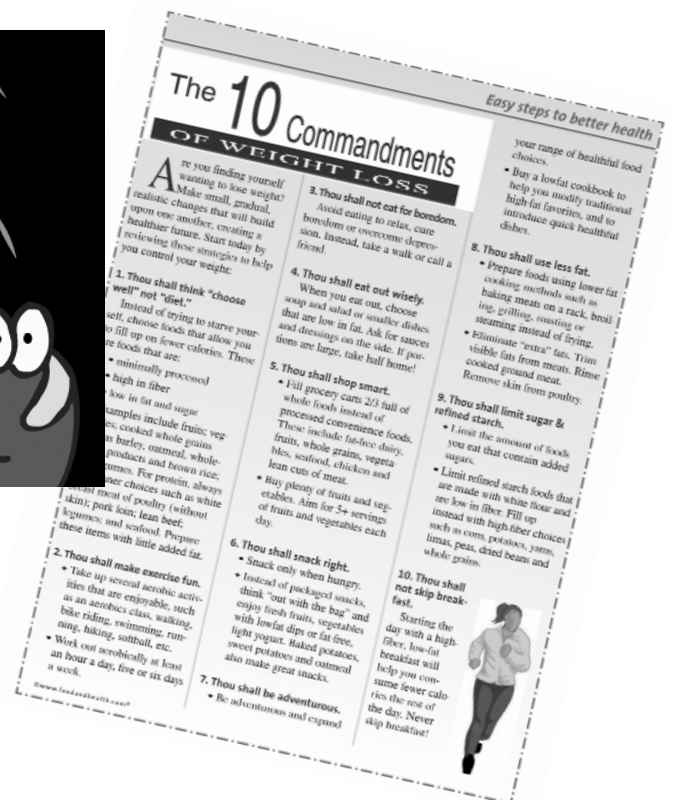 Easy steps to better health
The 10 Commandments
OF WEIGHT LOSS
Are you finding yourself
wanting to lose weight?
Make small, gradual,
realistic changes that will build
upon one another, creating a
healthier future. Start today by
reviewing these strategies to help
you control your weight:
1. Thou shall think "choose
well" not "diet."
Instead of trying to starve your-
self, choose foods that allow you
to fill up on fewer calories. These
foods that are:
• minimally processed
• high in fiber
low in fat and sugar
include fruits; veg-
cooked whole grains
barley, oatmeal, whole-
products and brown rice;
For protein, always
choices such as white
meat of poultry (without
skin); pork loin; lean beef;
legumes; and seafood. Prepare
these items with little added fat.
2. Thou shall make exercise fun.
• Take up several aerobic activ-
ities that are enjoyable, such
as an aerobics class, walking,
bike riding, swimming, run-
ning, hiking, softball, etc.
• Work out aerobically at least
an hour a day, five or six days
a week.
©www.foodandhealth.com®
3. Thou shall not eat for boredom.
Avoid eating to relax, cure
boredom or overcome depres-
sion. Instead, take a walk or call a
friend.
4. Thou shall eat out wisely.
When you eat out, choose
soup and salad or smaller dishes
that are low in fat. Ask for sauces
and dressings on the side. If por-
tions are large, take half home!
5. Thou shall shop smart.
• Fill grocery carts 2/3 full of
whole foods instead of
processed convenience foods.
These include fat-free dairy,
fruits, whole grains, vegeta-
bles, seafood, chicken and
lean cuts of meat.
• Buy plenty of fruits and veg-
etables. Aim for 5+ servings
of fruits and vegetables each
day.
6. Thou shall snack right.
• Snack only when hungry.
• Instead of packaged snacks,
think "out with the bag" and
enjoy fresh fruits, vegetables
with lowfat dips or fat-free,
light yogurt. Baked potatoes,
sweet potatoes and oatmeal
also make great snacks.
7. Thou shall be adventurous.
• Be adventurous and expand
your range of healthful food
choices.
• Buy a lowfat cookbook to
help you modify traditional
high-fat favorites, and to
introduce quick healthful
dishes.
8. Thou shall use less fat.
• Prepare foods using lower fat
cooking methods such as
baking meats on a rack, broil-
ing, grilling, roasting or
steaming instead of frying.
• Eliminate "extra" fats. Trim
visible fats from meats. Rinse
cooked ground meat.
Remove skin from poultry.
9. Thou shall limit sugar &
refined starch.
• Limit the amount of foods
you eat that contain added
sugars.
• Limit refined starch foods that
are made with white flour and
are low in fiber. Fill up
instead with high fiber choices
such as corn, potatoes, yams,
limas, peas, dried beans and
whole grains.
10. Thou shall
not skip break-
fast.
Starting the
day with a high-
fiber, low-fat
breakfast will
help you con-
sume fewer calo-
ries the rest of
the day. Never
skip breakfast!